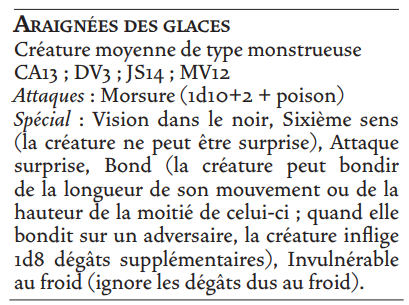 ARAIGNÉES DES GLACES
Créature moyenne de type monstrueuse
CA13 ; DV3 ; JS14 ; MV12
Attaques : Morsure (1d10+2 + poison)
Spécial : Vision dans le noir, Sixième sens
(la créature ne peut être surprise), Attaque
surprise, Bond (la créature peut bondir
de la longueur de son mouvement ou de la
hauteur de la moitié de celui-ci ; quand elle
bondit sur un adversaire, la créature inflige
1d8 dégâts supplémentaires), Invulnérable
au froid (ignore les dégâts dus au froid).